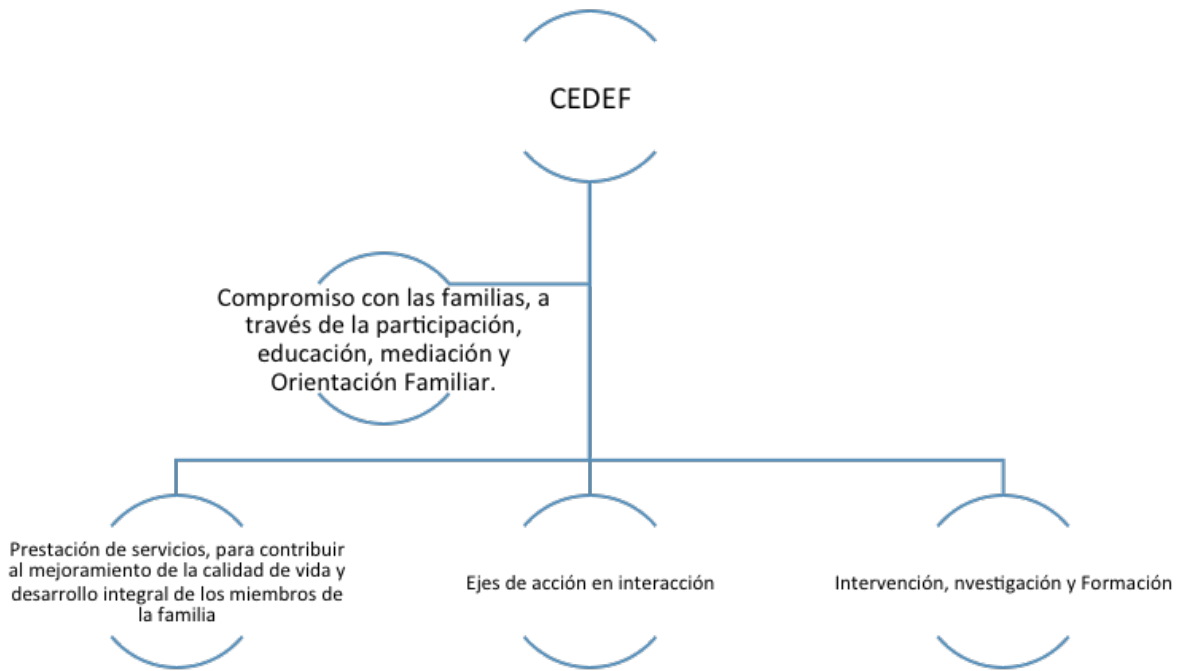 CEDEF
Compromiso con las familias, a
través de la participación,
educación, mediación y
Orientación Familiar.
Prestación de servicios, para contribuir
al mejoramiento de la calidad de vida y
desarrollo integral de los miembros de
la familia
Ejes de acción en interacción
Intervención, nvestigación y Formación